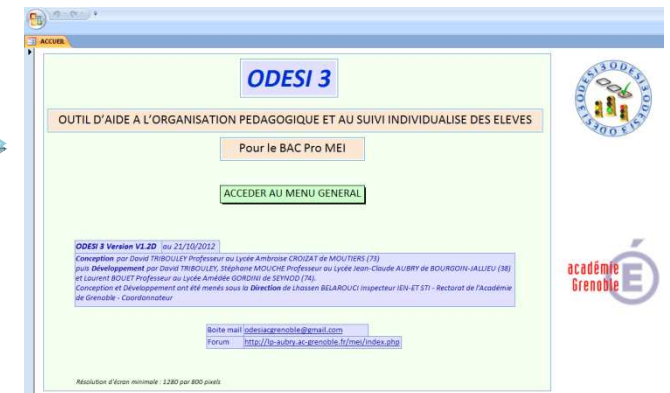 ACCUEIL
ODESI 3
OUTIL D'AIDE A L'ORGANISATION PEDAGOGIQUE ET AU SUIVI INDIVIDUALISE DES ELEVES
Pour le BAC Pro MEI
ACCEDER AU MENU GENERAL
ODESI 3 Version V1.2D au 21/10/2012
Conception par David TRIBOULEY Professeur au Lycée Ambroise CROIZAT de MOUTIERS (73)
puis Développement par David TRIBOULEY, Stéphane MOUCHE Professeur au Lycée Jean-Claude AUBRY de BOURGOIN-JALLIEU (38)
et Laurent BOUET Professeur au Lycée Amédée GORDINI de SEYNOD (74).
Conception et Développement ont été menés sous la Direction de Lhassen BELAROUCI Inspecteur IEN-ET STI - Rectorat de l'Académie
de Grenoble - Coordonnateur
Boite mail odesiacgrenoble@gmail.com
Forum http://lp-aubry.ac-grenoble.fr/mei/index.php
Résolution d'écran minimale : 1280 par 800 pixels
ODESI3ODESI3ODESI3
académie
Grenoble